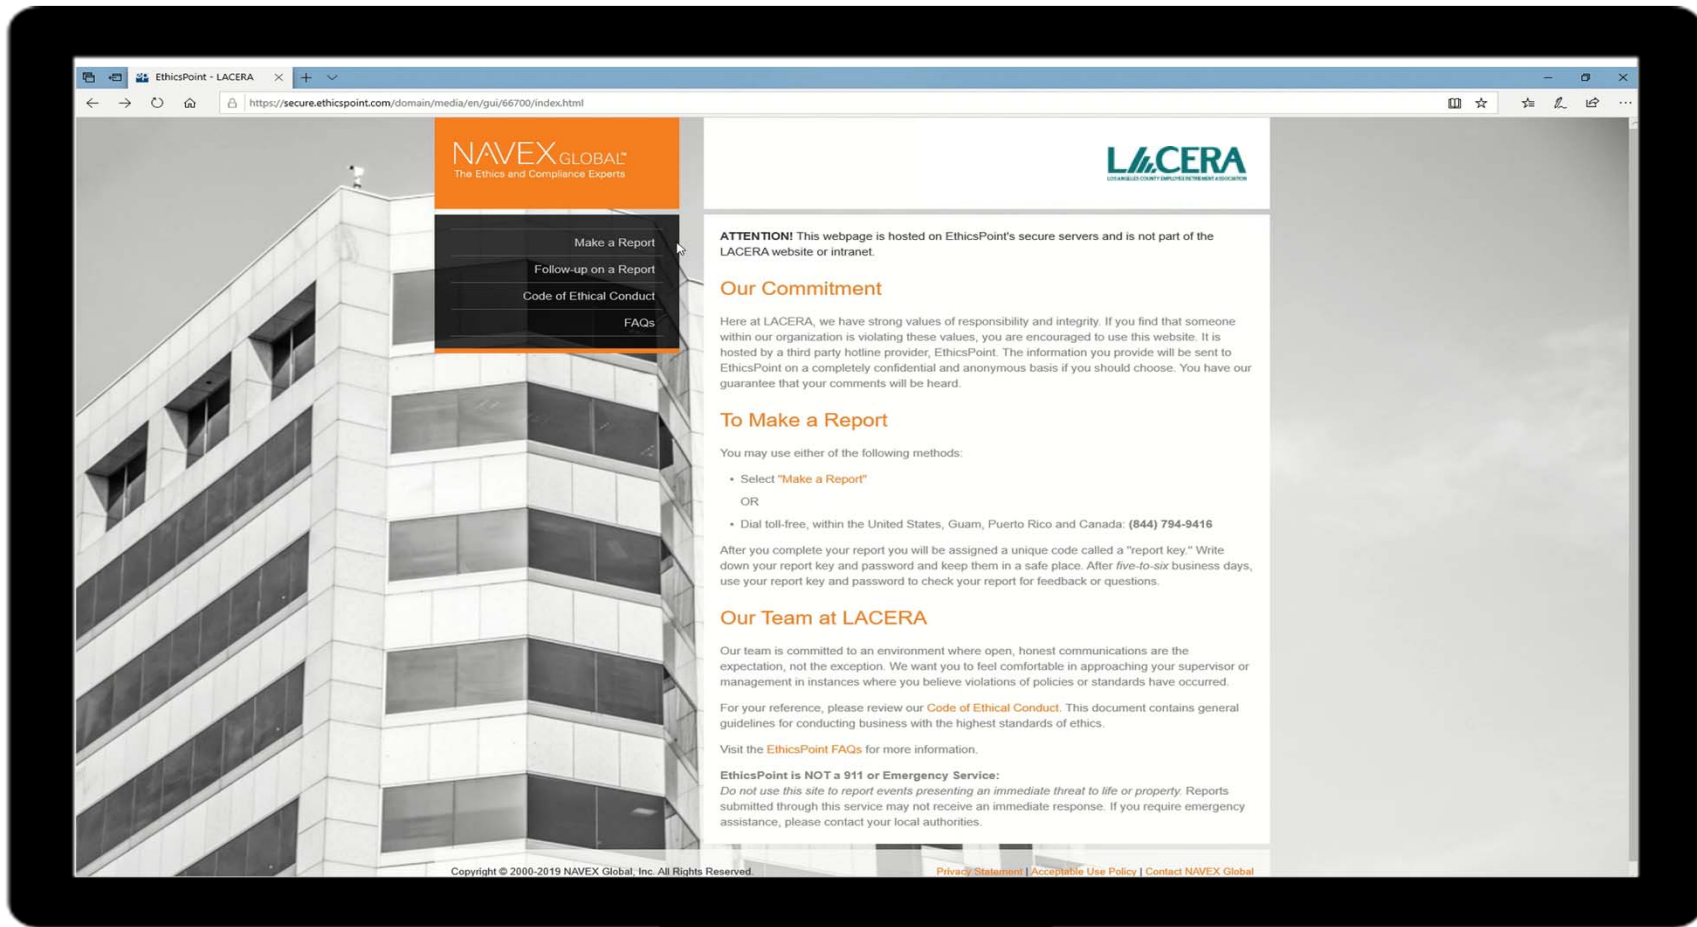 EthicsPoint - LACERA
https://secure.ethicspoint.com/domain/media/en/gui/66700/index.html
NAVEX GLOBAL™
The Ethics and Compliance Experts
LACERA
LOS ANGELES COUNTY EMPLOYEES RETIREMENT ASSOCIATION
Make a Report
Follow-up on a Report
Code of Ethical Conduct
FAQs
ATTENTION! This webpage is hosted on EthicsPoint's secure servers and is not part of the
LACERA website or intranet.
Our Commitment
Here at LACERA, we have strong values of responsibility and integrity. If you find that someone
within our organization is violating these values, you are encouraged to use this website. It is
hosted by a third party hotline provider, EthicsPoint. The information you provide will be sent to
EthicsPoint on a completely confidential and anonymous basis if you should choose. You have our
guarantee that your comments will be heard.
To Make a Report
You may use either of the following methods:
• Select "Make a Report"
OR
• Dial toll-free, within the United States, Guam, Puerto Rico and Canada: (844) 794-9416
After you complete your report you will be assigned a unique code called a "report key." Write
down your report key and password and keep them in a safe place. After five-to-six business days,
use your report key and password to check your report for feedback or questions.
Our Team at LACERA
Our team is committed to an environment where open, honest communications are the
expectation, not the exception. We want you to feel comfortable in approaching your supervisor or
management in instances where you believe violations of policies or standards have occurred.
For your reference, please review our Code of Ethical Conduct. This document contains general
guidelines for conducting business with the highest standards of ethics.
Visit the EthicsPoint FAQs for more information.
EthicsPoint is NOT a 911 or Emergency Service:
Do not use this site to report events presenting an immediate threat to life or property. Reports
submitted through this service may not receive an immediate response. If you require emergency
assistance, please contact your local authorities.
Copyright © 2000-2019 NAVEX Global, Inc. All Rights Reserved.
Privacy Statement | Acceptable Use Policy | Contact NAVEX Global